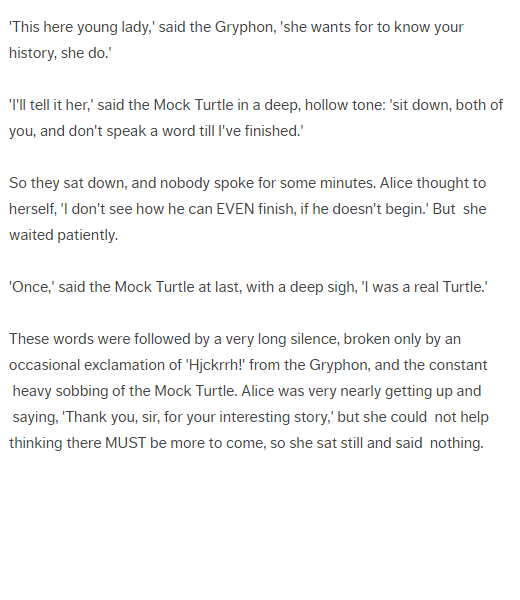 'This here young lady,' said the Gryphon, 'she wants for to know your
history, she do.'
'I'll tell it her,' said the Mock Turtle in a deep, hollow tone: 'sit down, both of
you, and don't speak a word till I've finished.'
So they sat down, and nobody spoke for some minutes. Alice thought to
herself, 'I don't see how he can EVEN finish, if he doesn't begin.' But  she
waited patiently.
'Once,' said the Mock Turtle at last, with a deep sigh, 'I was a real Turtle.'
These words were followed by a very long silence, broken only by an
occasional exclamation of 'Hjckrrh!' from the Gryphon, and the constant
heavy sobbing of the Mock Turtle. Alice was very nearly getting up and
saying, 'Thank you, sir, for your interesting story,' but she could  not help
thinking there MUST be more to come, so she sat still and said  nothing.